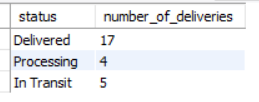 status number_of_deliveries
Delivered 17
Processing 4
In Transit 5